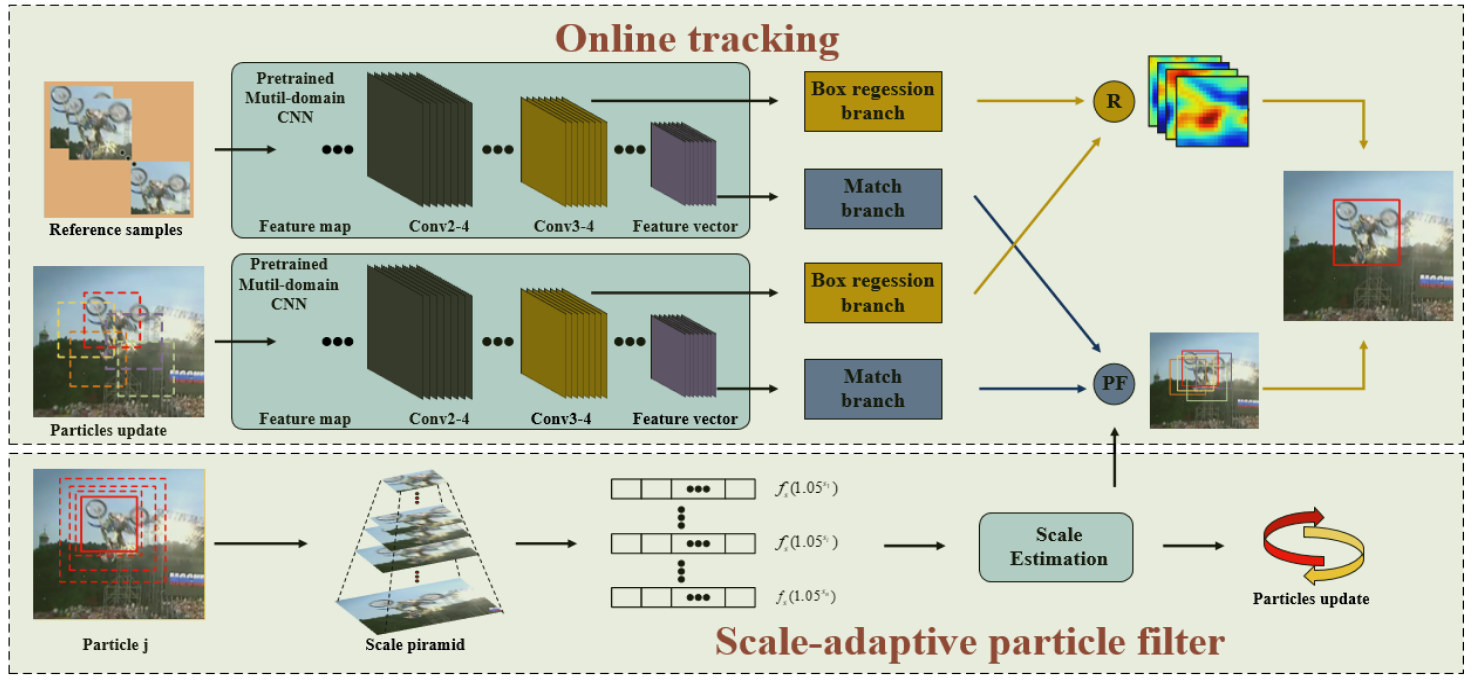 Online tracking
Pretrained
Mutil-domain
CNN
Feature map
Conv2-4
Conv3-4
Feature vector
Reference samples
Box regession
branch
Match
branch
R
Pretrained
Mutil-domain
CNN
Feature map
Conv2-4
Conv3-4
Feature vector
Particles update
Box regession
branch
Match
branch
PF
Particle j
Scale piramid
Scale
Estimation
Particles update
Scale-adaptive particle filter